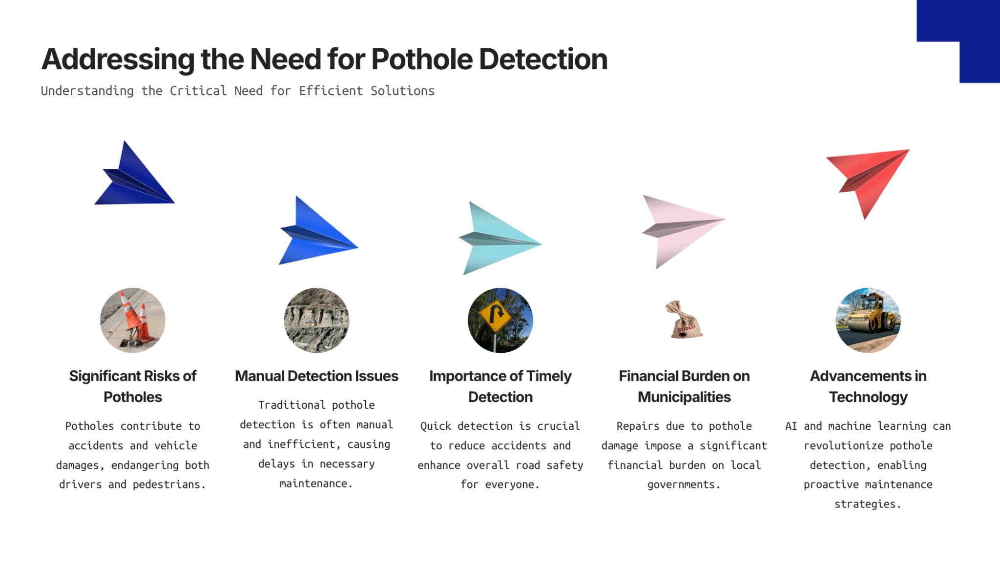 Addressing the Need for Pothole Detection
Understanding the Critical Need for Efficient Solutions
BUDGET
Significant Risks of
Potholes
Potholes contribute to
accidents and vehicle
damages, endangering both
drivers and pedestrians.
Manual Detection Issues
Traditional pothole
detection is often manual
and inefficient, causing
delays in necessary
maintenance.
Importance of Timely
Detection
Quick detection is crucial
to reduce accidents and
enhance overall road safety
for everyone.
Financial Burden on
Municipalities
Repairs due to pothole
damage impose a significant
financial burden on local
governments.
Advancements in
Technology
AI and machine learning can
revolutionize pothole
detection, enabling
proactive maintenance
strategies.